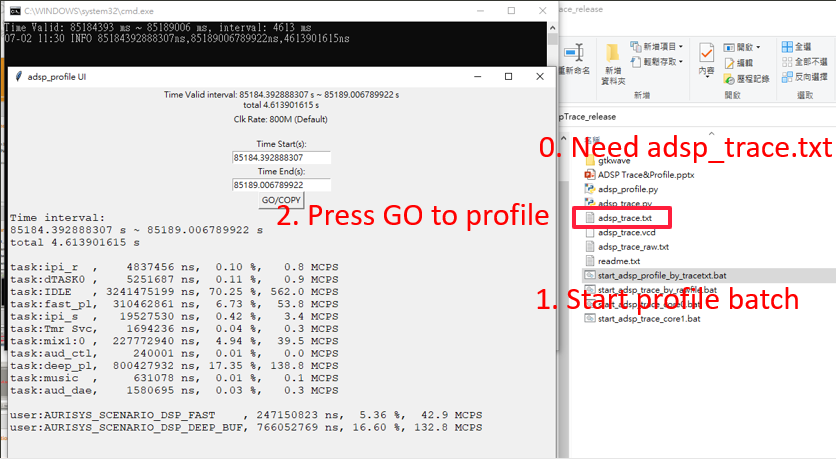 C:\WINDOWS\system32\cmd.exe
Time Valid: 85184393 ms ~ 85189006 ms, interval: 4613 ms
07-02 11:30 INFO 85184392888307ns,85189006789922ns,4613901615ns
adsp_profile UI
Time Valid interval: 85184.392888307 s ~ 85189.006789922 s
total 4.613901615 s
Clk Rate: 800M (Default)
Time Start(s):
85184.392888307
Time End(s):
85189.006789922
GO/COPY
2. Press GO to profile
Time interval:
85184.392888307 s ~ 85189.006789922 s
total 4.613901615 s
task:ipi_r , 4837456 ns, 0.10 %, 0.8 MCPS
task:dTASK0 , 5251687 ns, 0.11 %, 0.9 MCPS
task:IDLE , 3241475199 ns, 70.25 %, 562.0 MCPS
task:fast_pl, 310462861 ns, 6.73 %, 53.8 MCPS
task:ipi_s , 19527530 ns, 0.42 %, 3.4 MCPS
task:Tmr Svc, 1694236 ns, 0.04 %, 0.3 MCPS
task:mix1:0 , 227772940 ns, 4.94 %, 39.5 MCPS
task:aud_ctl, 240001 ns, 0.01 %, 0.0 MCPS
task:deep_pl, 800427932 ns, 17.35 %, 138.8 MCPS
task:music , 631078 ns, 0.01 %, 0.1 MCPS
task:aud_dae, 1580695 ns, 0.03 %, 0.3 MCPS
user:AURISYS_SCENARIO_DSP_FAST , 247150823 ns, 5.36 %, 42.9 MCPS
user:AURISYS_SCENARIO_DSP_DEEP_BUF, 766052769 ns, 16.60 %, 132.8 MCPS
Trace_release
重新命名
新增資料夾
新增項目
輕鬆存取
新增
內容
開啟
編輯
歷程記錄
開啟
全選
全部不選
反向選擇
選取
pTrace_release
0. Need adsp_trace.txt
gtkwave
ADSP Trace&Profile.pptx
adsp_profile.py
adsp_trace.py
adsp_trace.txt
adsp_trace.vcd
adsp_trace_raw.txt
readme.txt
start_adsp_profile_by_tracetxt.bat
start_adsp_trace_by_rawfile.bat
1. Start profile batch
start_adsp_trace_core0.bat
start_adsp_trace_core1.bat